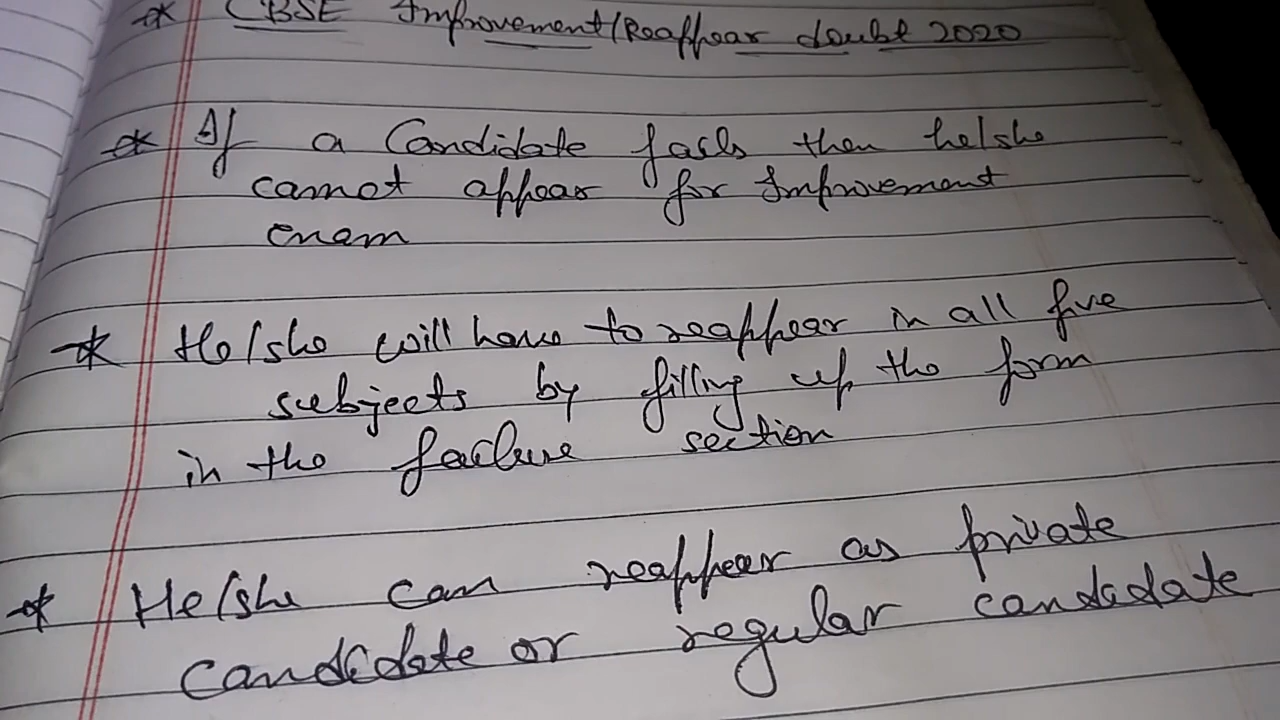 * CBSE Improvement/Reappear doubt 2020
* If a Candidate fails then he/she
cannot appear for Improvement
exam
* He/she will have to reappear in all five
subjects by filling up the form
in the failure section
* He/she can reappear as private
candidate or regular candidate